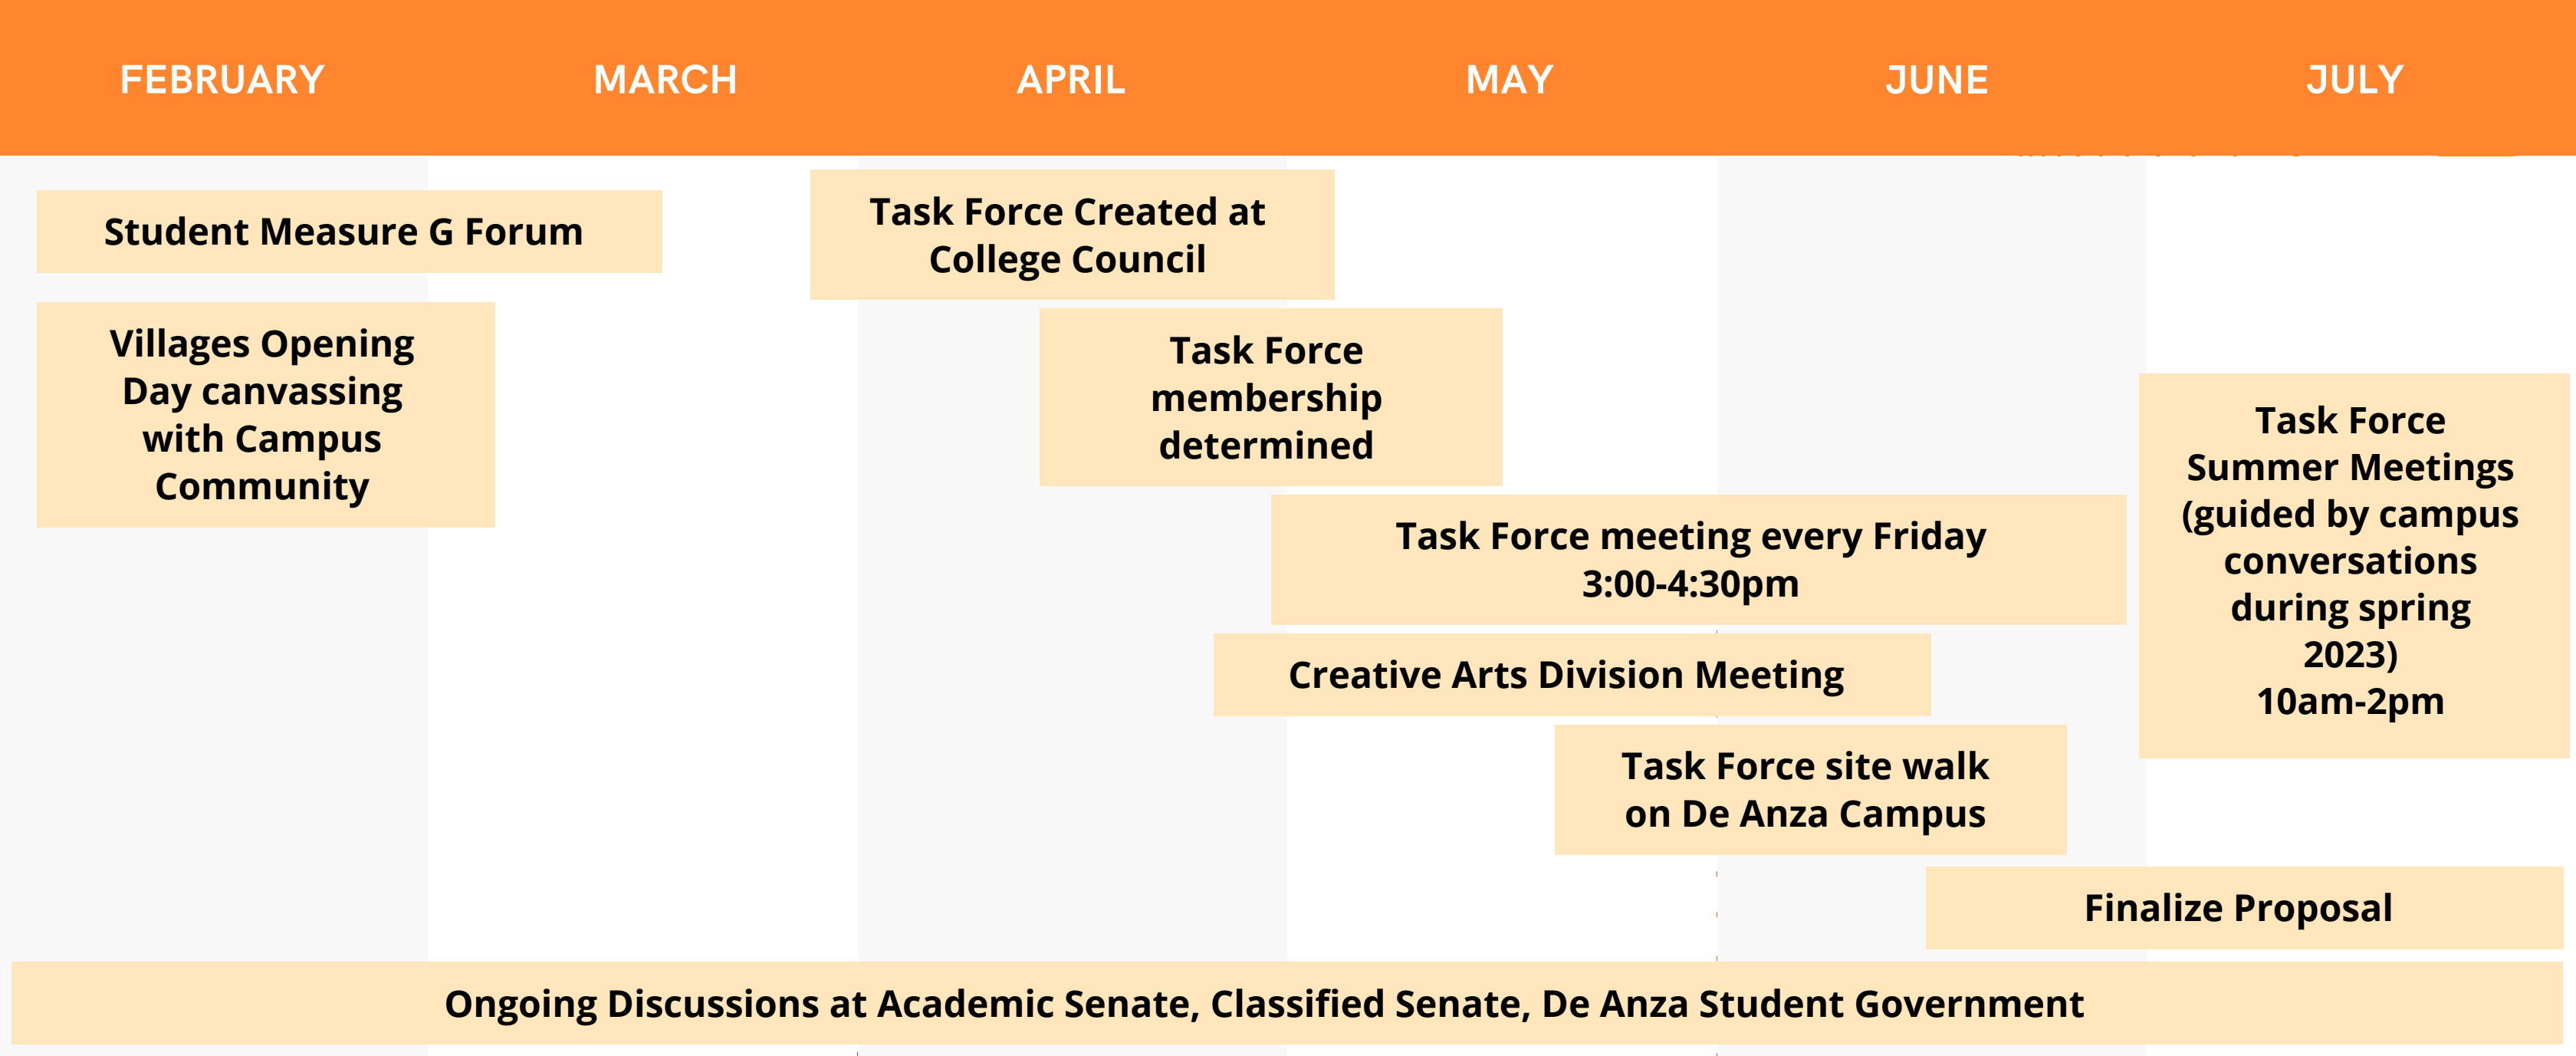 FEBRUARY MARCH APRIL MAY JUNE JULY
Student Measure G Forum
Villages Opening
Day canvassing
with Campus
Community
Task Force Created at
College Council
Task Force
membership
determined
Task Force meeting every Friday
3:00-4:30pm
Creative Arts Division Meeting
Task Force site walk
on De Anza Campus
Task Force
Summer Meetings
(guided by campus
conversations
during spring
2023)
10am-2pm
Finalize Proposal
Ongoing Discussions at Academic Senate, Classified Senate, De Anza Student Government